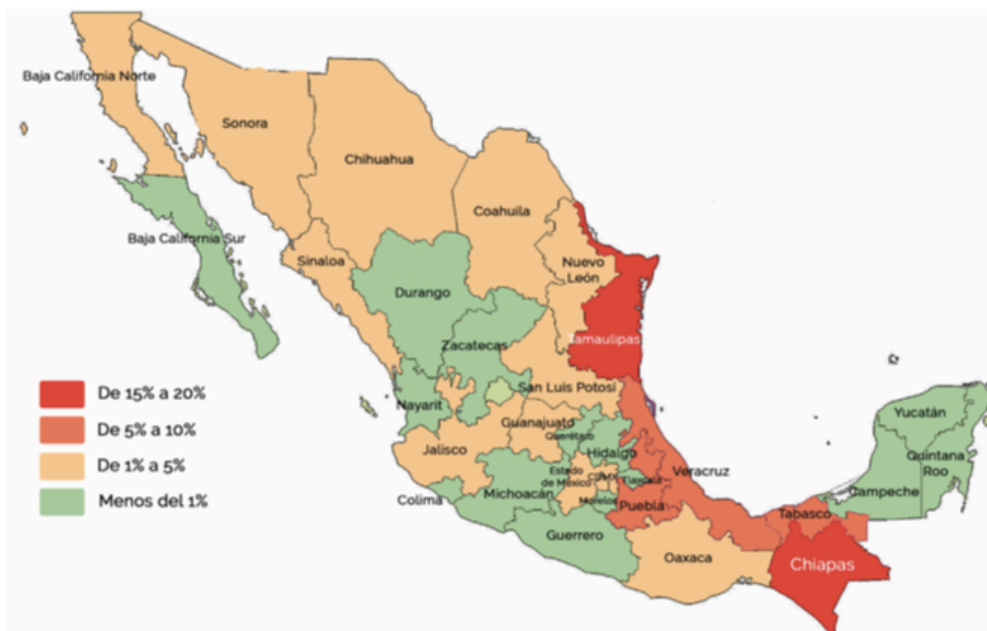 Baja California Norte
Sonora
Chihuahua
Coahuila
Baja California Sur
Sinaloa
Nuevo
León
Durango
Tamaulipas
Zacatecas
De 15% a 20%
De 5% a 10%
De 1% a 5%
Menos del 1%
San Luis Potosí
Nayarit
Guanajuato
Querétaro
Jalisco
Hidalgo
Yucatán
Quintana
Roo
Estado
de México
CDMX
Tlaxcala
Veracruz
Campeche
Colima
Michoacán
Morelos
Puebla
Tabasco
Guerrero
Oaxaca
Chiapas